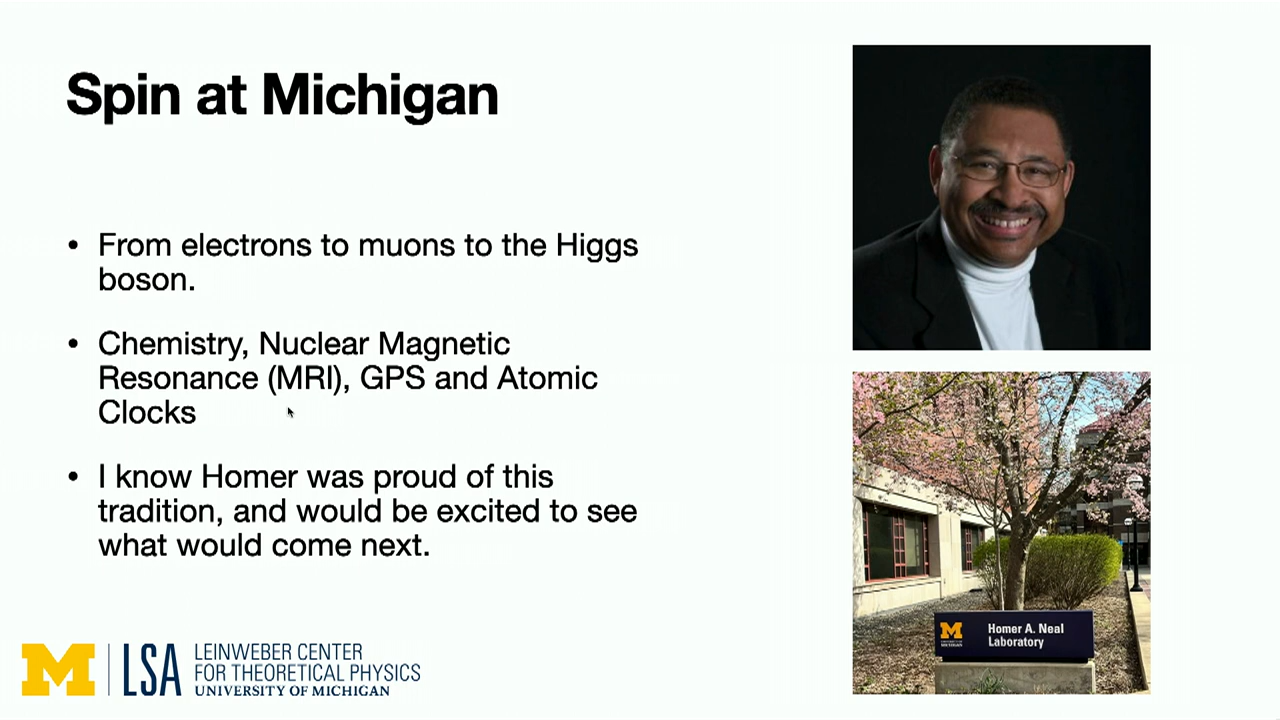 Spin at Michigan
• From electrons to muons to the Higgs
boson.
• Chemistry, Nuclear Magnetic
Resonance (MRI), GPS and Atomic
Clocks
• I know Homer was proud of this
tradition, and would be excited to see
what would come next.
M LSA
LEINWEBER CENTER
FOR THEORETICAL PHYSICS
UNIVERSITY OF MICHIGAN
M
Homer A. Neal
Laboratory